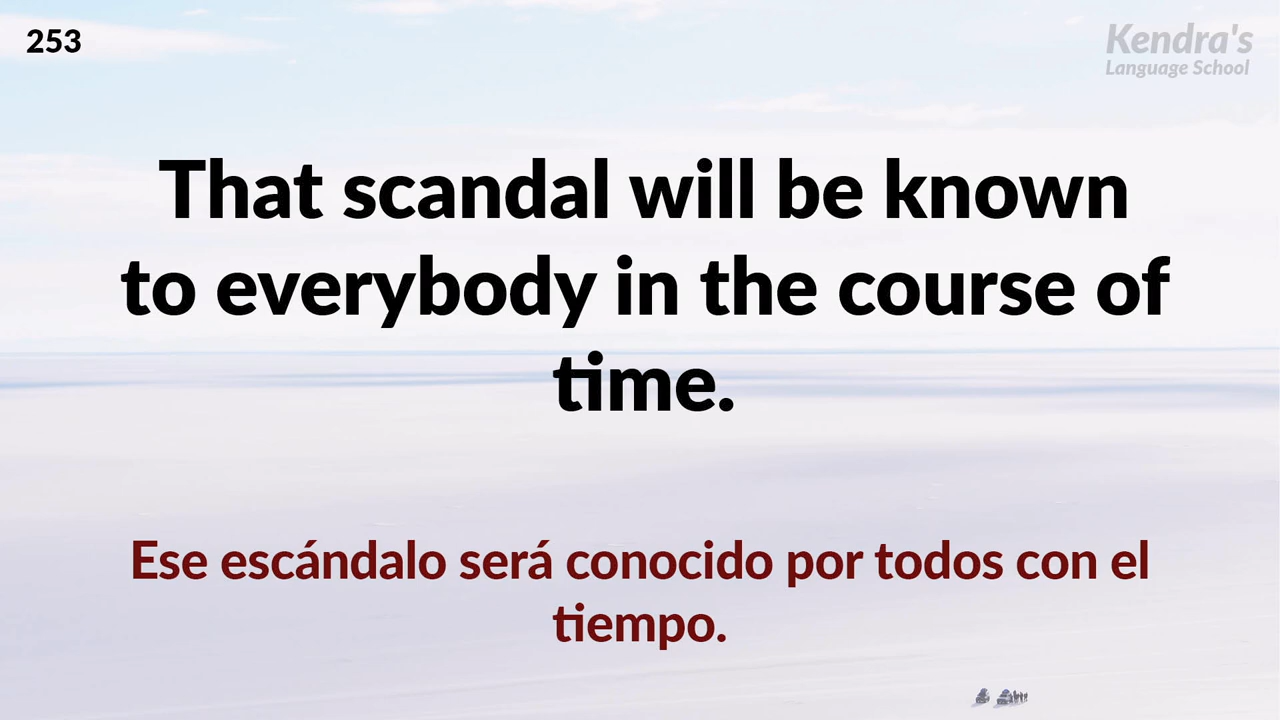 253
Kendra's
Language School
That scandal will be known
to everybody in the course of
time.
Ese escándalo será conocido por todos con el
tiempo.